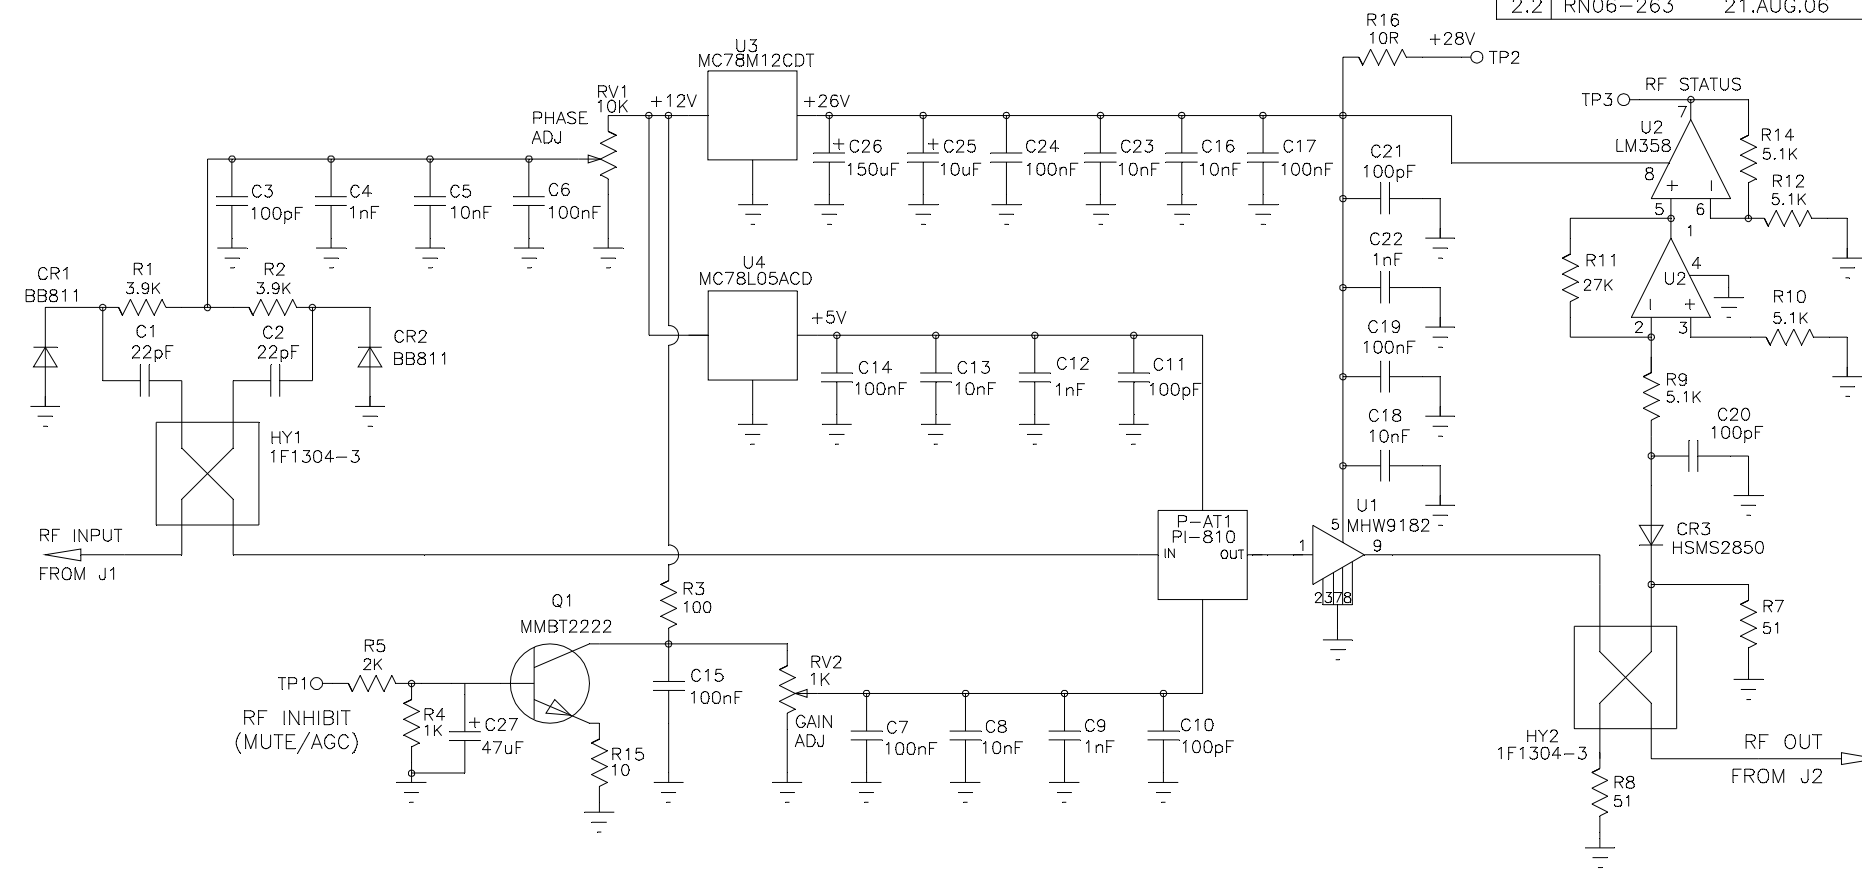 2.2 RN06-263 21.AUG.06
R16
10R
+28V
TP2
U3
MC78M12CDT
RV1
10K
+12V
+26V
PHASE
ADJ
C26
150uF
C25
10uF
C24
100nF
C23
10nF
C16
10nF
C17
100nF
C21
100pF
RF STATUS
TP3
7
U2
LM358
8
+
5
6
R14
5.1K
R12
5.1K
C3
100pF
C4
1nF
C5
10nF
C6
100nF
C22
1nF
1
R11
27K
U2
4
2
3
+
R10
5.1K
CR1
BB811
R1
3.9K
R2
3.9K
C1
22pF
C2
22pF
CR2
BB811
U4
MC78L05ACD
+5V
C14
100nF
C13
10nF
C12
1nF
C11
100pF
C19
100nF
C18
10nF
R9
5.1K
C20
100pF
HY1
1F1304-3
RF INPUT
FROM J1
P-AT1
PI-810
IN
OUT
U1
5
MHW9182
1
9
2378
CR3
HSMS2850
R7
51
R3
100
Q1
MMBT2222
R5
2K
TP1
RF INHIBIT
(MUTE/AGC)
R4
1K
+
C27
47uF
R15
10
C15
100nF
RV2
1K
GAIN
ADJ
C7
100nF
C8
10nF
C9
1nF
C10
100pF
HY2
1F1304-3
R8
51
RF OUT
FROM J2